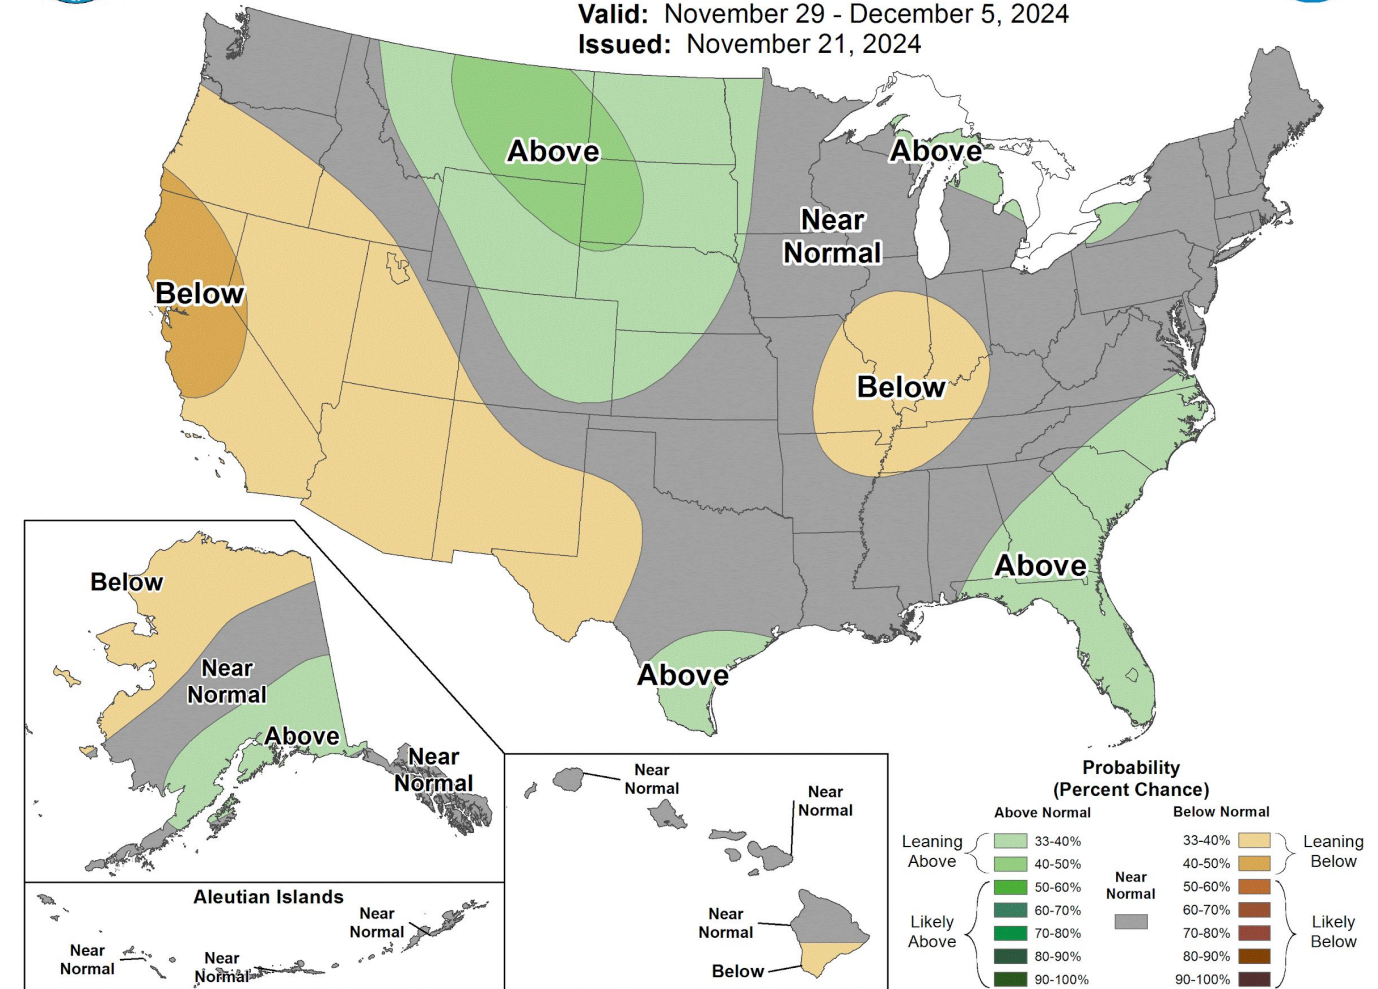 Valid: November 29 - December 5, 2024
Issued: November 21, 2024
Above
Above
Near
Normal
Below
Below
Above
Above
Below
Near
Normal
Above
Near
Normal
Aleutian Islands
Near
Normal
Near
Normal
Near
Normal
Near
Normal
Near
Normal
Near
Normal
Below
Probability
(Percent Chance)
Above Normal
Below Normal
Leaning
Above
33-40%
40-50%
Likely
Above
50-60%
60-70%
70-80%
80-90%
90-100%
Near
Normal
33-40%
40-50%
Leaning
Below
50-60%
60-70%
70-80%
80-90%
90-100%
Likely
Below